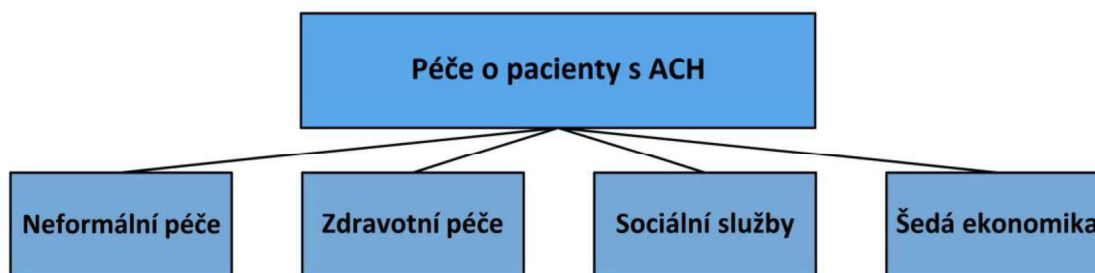 Péče o pacienty s ACH
Neformální péče
Zdravotní péče
Sociální služby
Šedá ekonomika